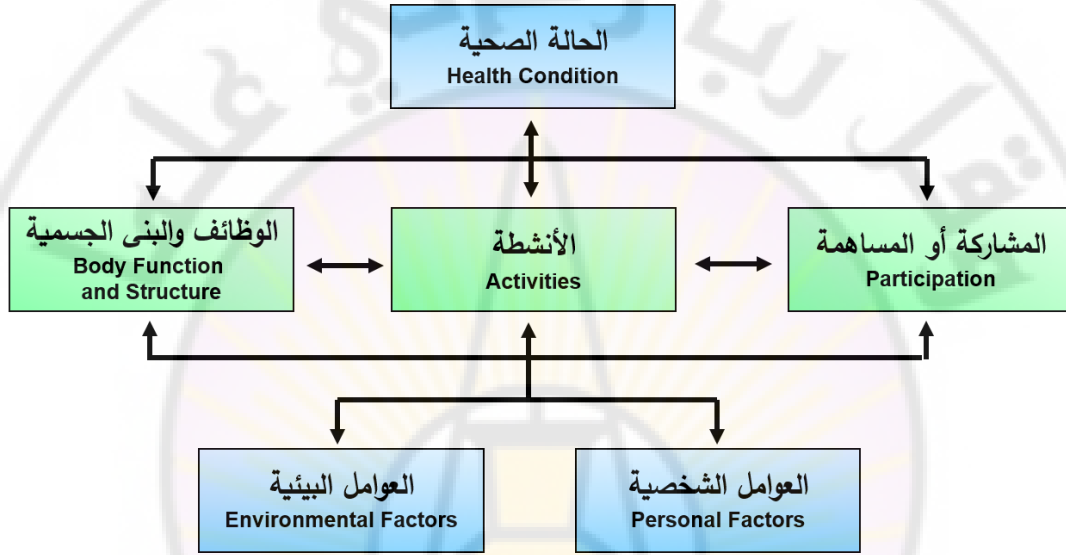 الحالة الصحية
Health Condition
الوظائف والبنى الجسمية
Body Function
and Structure
الأنشطة
Activities
المشاركة أو المساهمة
Participation
العوامل البيئية
Environmental Factors
العوامل الشخصية
Personal Factors